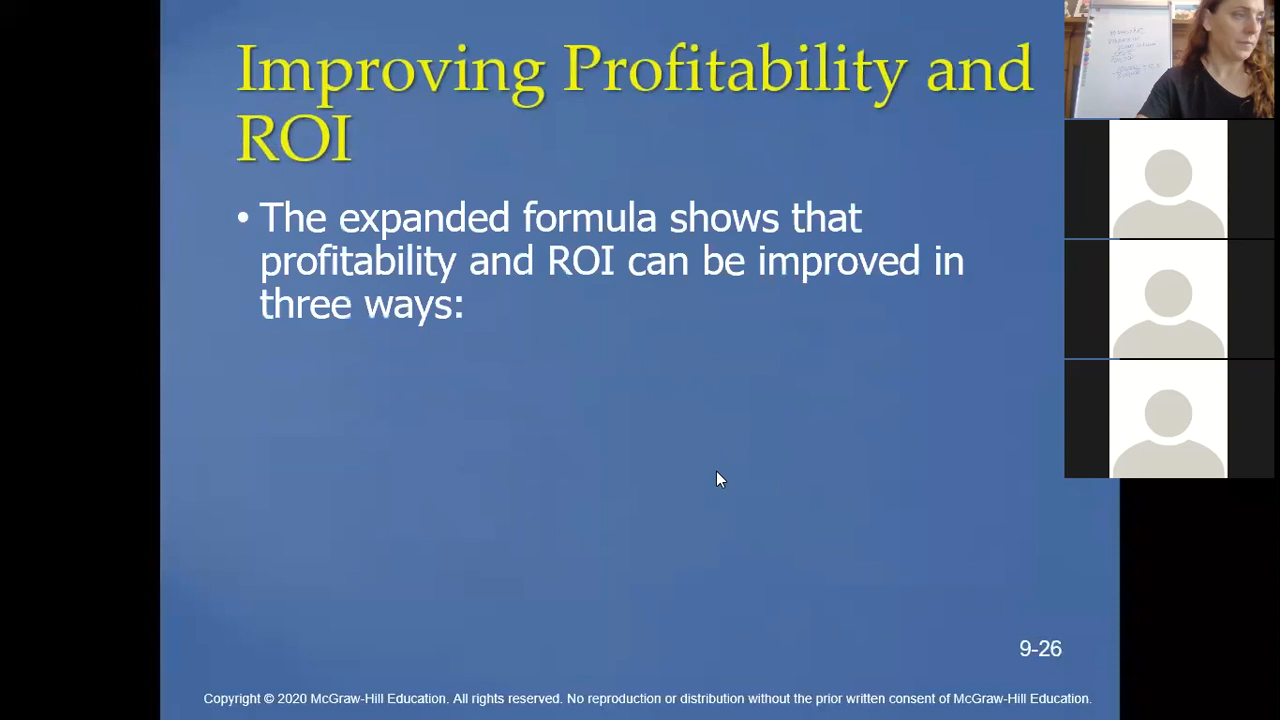 Improving Profitability and
ROI
• The expanded formula shows that
profitability and ROI can be improved in
three ways:
9-26
Copyright © 2020 McGraw-Hill Education. All rights reserved. No reproduction or distribution without the prior written consent of McGraw-Hill Education.